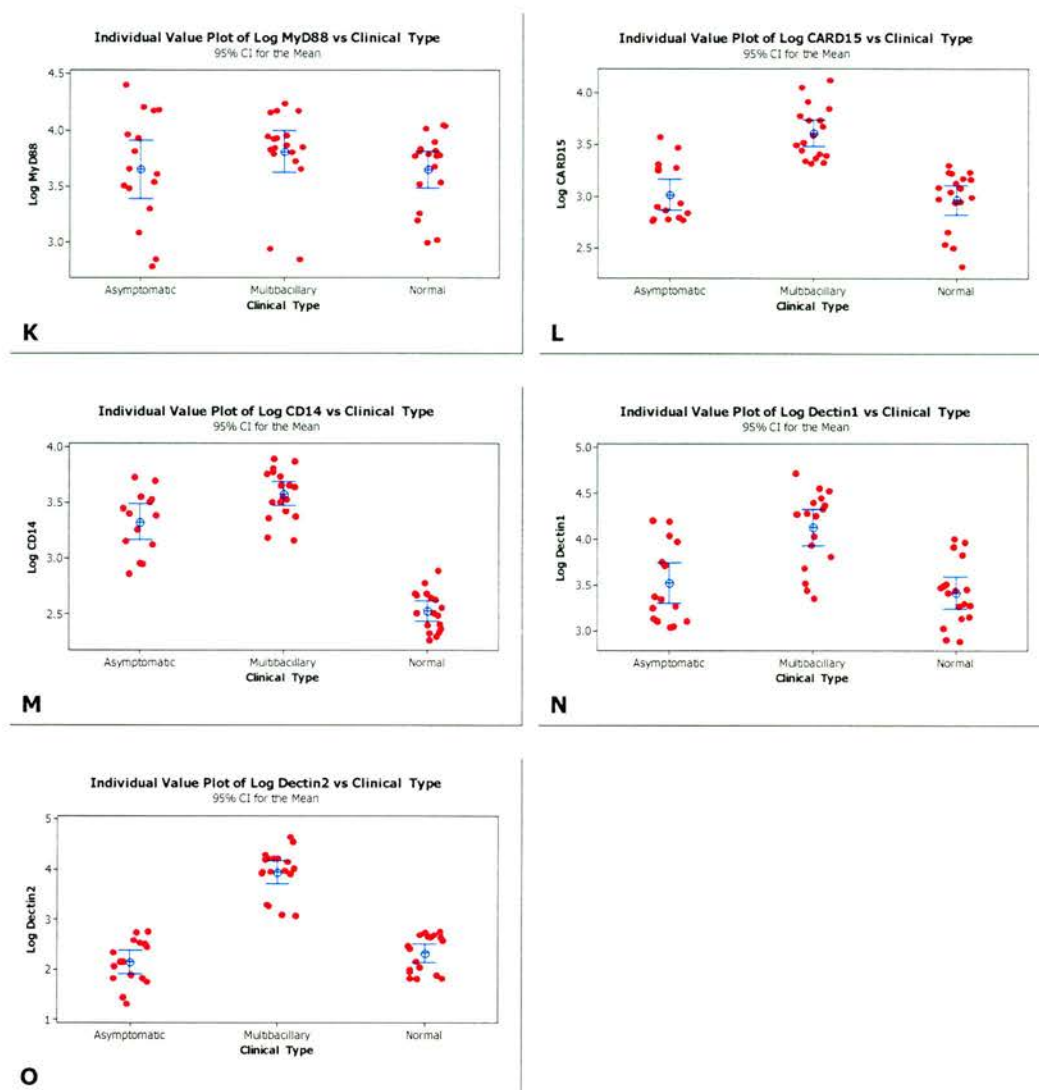 Individual Value Plot of Log MyD88 vs Clinical Type
95% CI for the Mean
4.5
4.0
3.5
3.0
Log MyD88
Asymptomatic Multibacillary Normal
Clinical Type
K
Individual Value Plot of Log CARD15 vs Clinical Type
95% CI for the Mean
4.0
3.5
3.0
2.5
Log CARD15
Asymptomatic Multibacillary Normal
Clinical Type
L
Individual Value Plot of Log CD14 vs Clinical Type
95% CI for the Mean
4.0
3.5
3.0
2.5
Log CD14
Asymptomatic Multibacillary Normal
Clinical Type
M
Individual Value Plot of Log Dectin1 vs Clinical Type
95% CI for the Mean
5.0
4.5
4.0
3.5
3.0
Log Dectin1
Asymptomatic Multibacillary Normal
Clinical Type
N
Individual Value Plot of Log Dectin2 vs Clinical Type
95% CI for the Mean
5
4
3
2
1
Log Dectin2
Asymptomatic Multibacillary Normal
Clinical Type
O